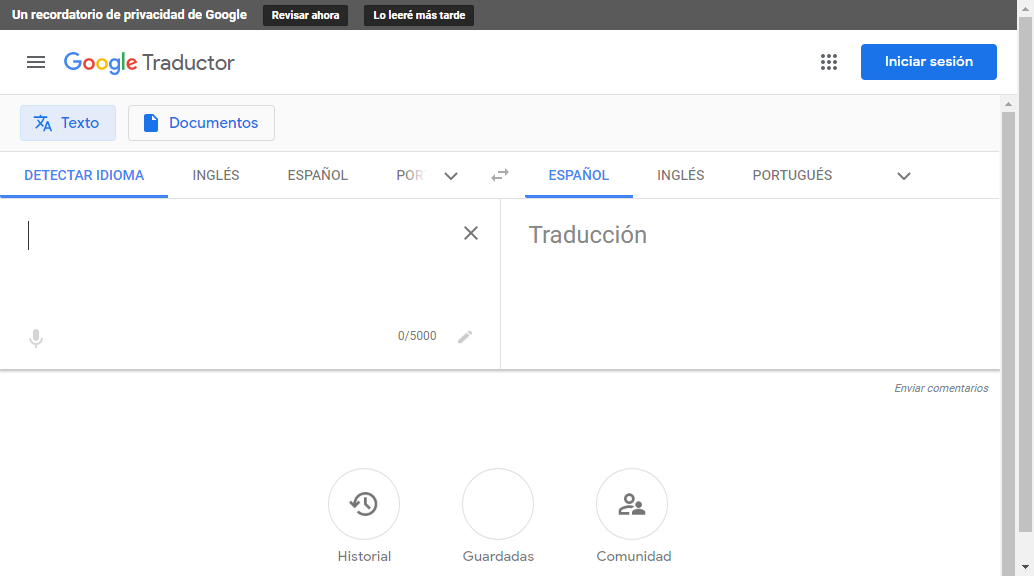 Un recordatorio de privacidad de Google Revisar ahora Lo leeré más tarde
Google Traductor Iniciar sesión
Texto Documentos
DETECTAR IDIOMA INGLÉS ESPAÑOL POR ESPAÑOL INGLÉS PORTUGUÉS
Traducción
0/5000
Enviar comentarios
Historial Guardadas Comunidad